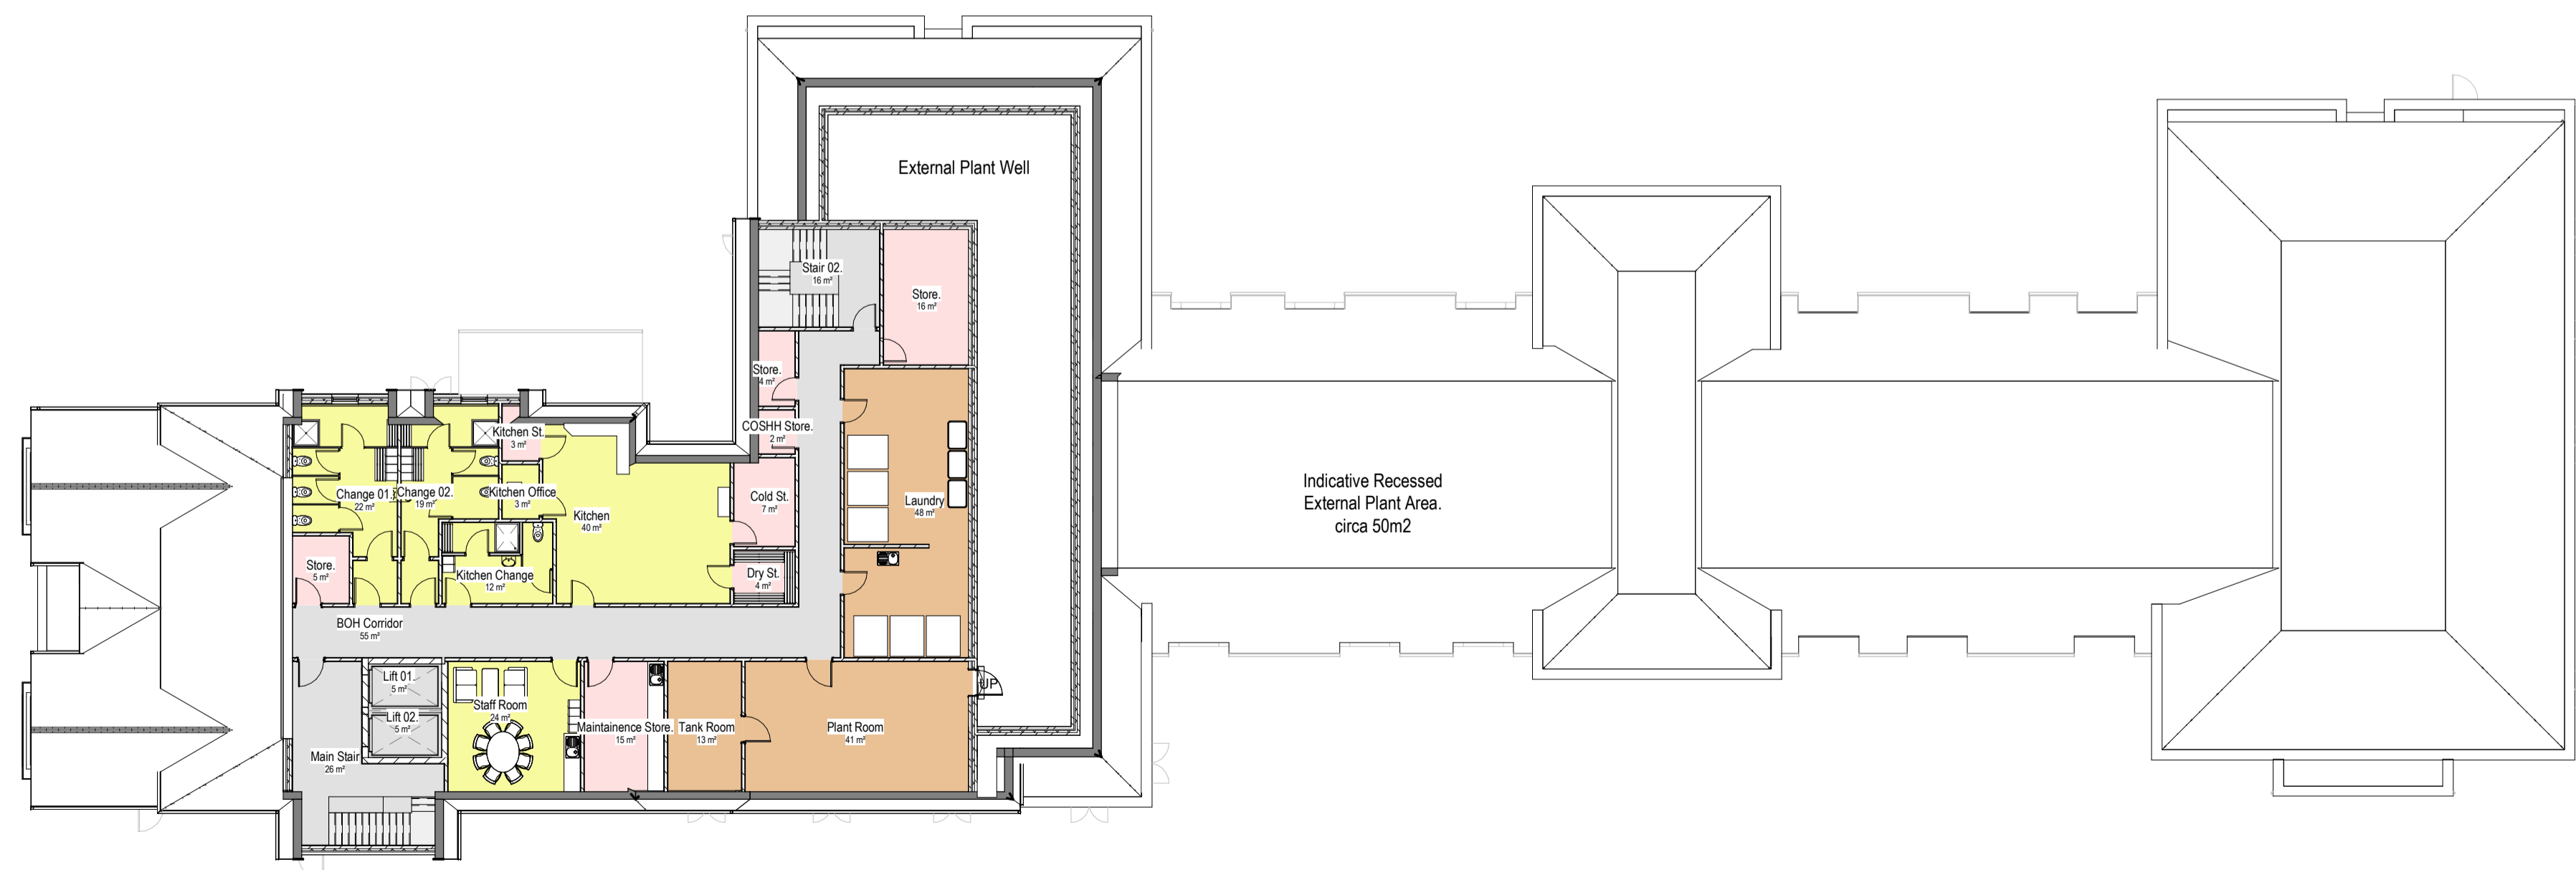 External Plant Well
Stair 02.
16 m²
Store.
16 m²
Store.
4 m²
COSHH Store.
2 m²
Kitchen St.
3 m²
Change 01.
22 m²
Change 02.
19 m²
Kitchen Office
3 m²
Kitchen
40 m²
Cold St.
7 m²
Laundry
48 m²
Indicative Recessed
External Plant Area.
circa 50m2
Store.
5 m²
Kitchen Change
12 m²
Dry St.
4 m²
BOH Corridor
55 m²
Lift 01.
5 m²
Lift 02.
5 m²
Staff Room
24 m²
Maintainence Store.
15 m²
Tank Room
13 m²
Plant Room
41 m²
UP
Main Stair
26 m²